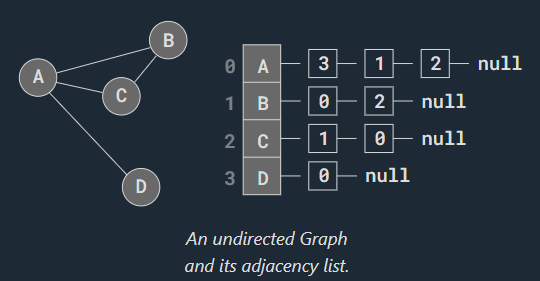 B
A
C
D
0 A 3 1 2 null
1 B 0 2 null
2 C 1 0 null
3 D 0 null
An undirected Graph
and its adjacency list.